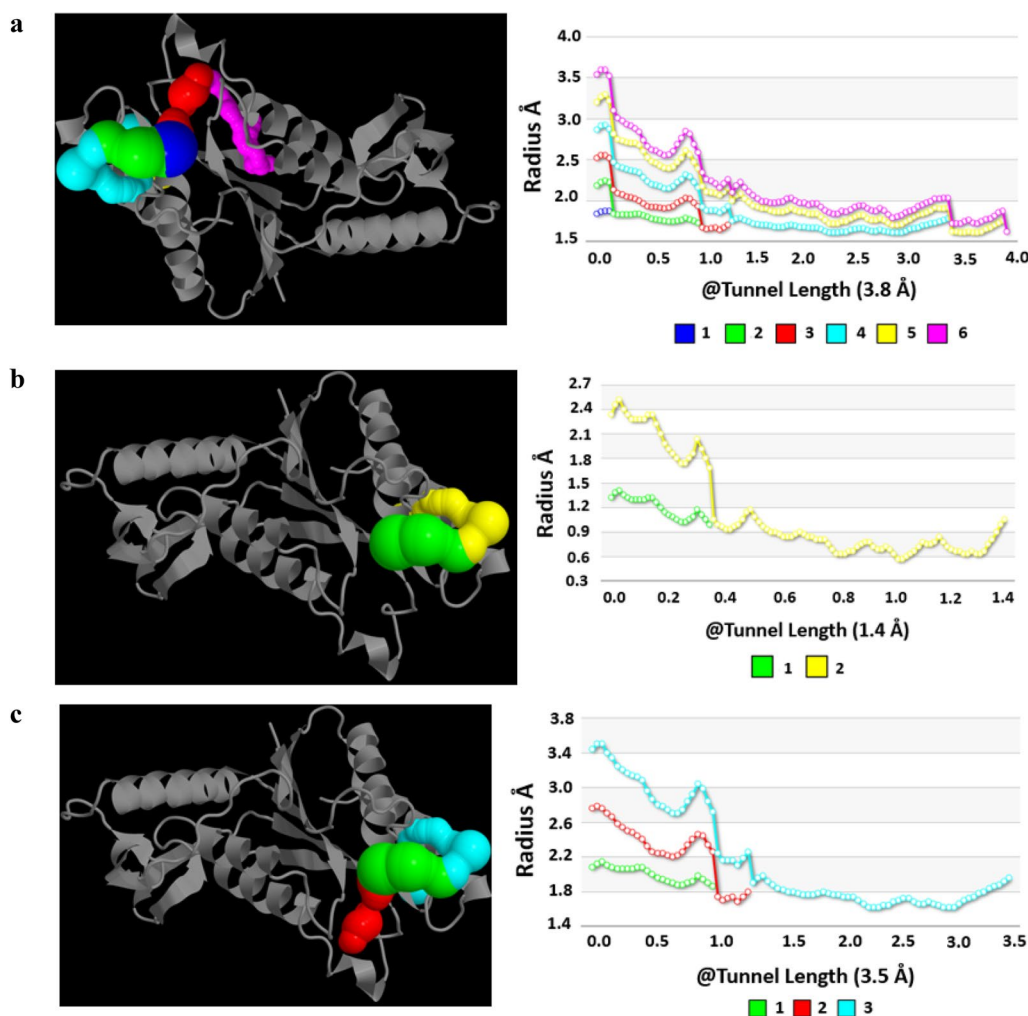 a
4.0
3.5
3.0
2.5
2.0
1.5
Radius Å
0.0 0.5 1.0 1.5 2.0 2.5 3.0 3.5 4.0
@Tunnel Length (3.8 Å)
1 2 3 4 5 6
b
2.7
2.4
2.1
1.8
1.5
1.2
0.9
0.6
0.3
Radius Å
0.0 0.2 0.4 0.6 0.8 1.0 1.2 1.4
@Tunnel Length (1.4 Å)
1 2
c
3.8
3.4
3.0
2.6
2.2
1.8
1.4
Radius Å
0.0 0.5 1.0 1.5 2.0 2.5 3.0 3.5
@Tunnel Length (3.5 Å)
1 2 3